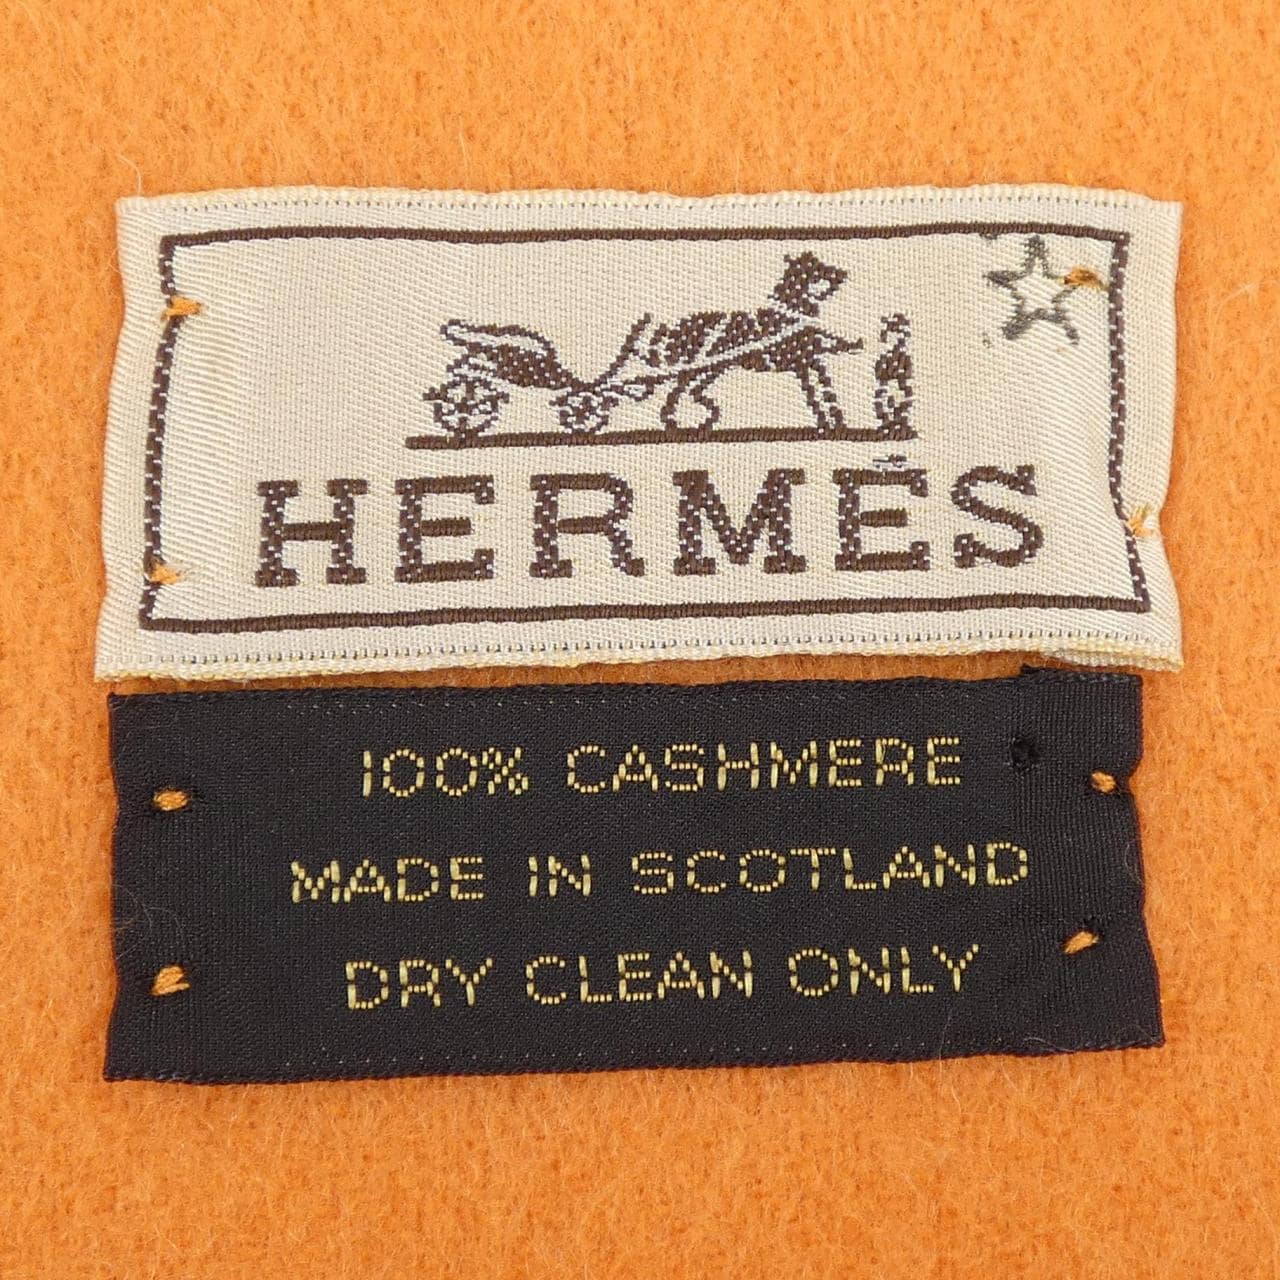 HERMÈS
100% CASHMERE
MADE IN SCOTLAND
DRY CLEAN ONLY